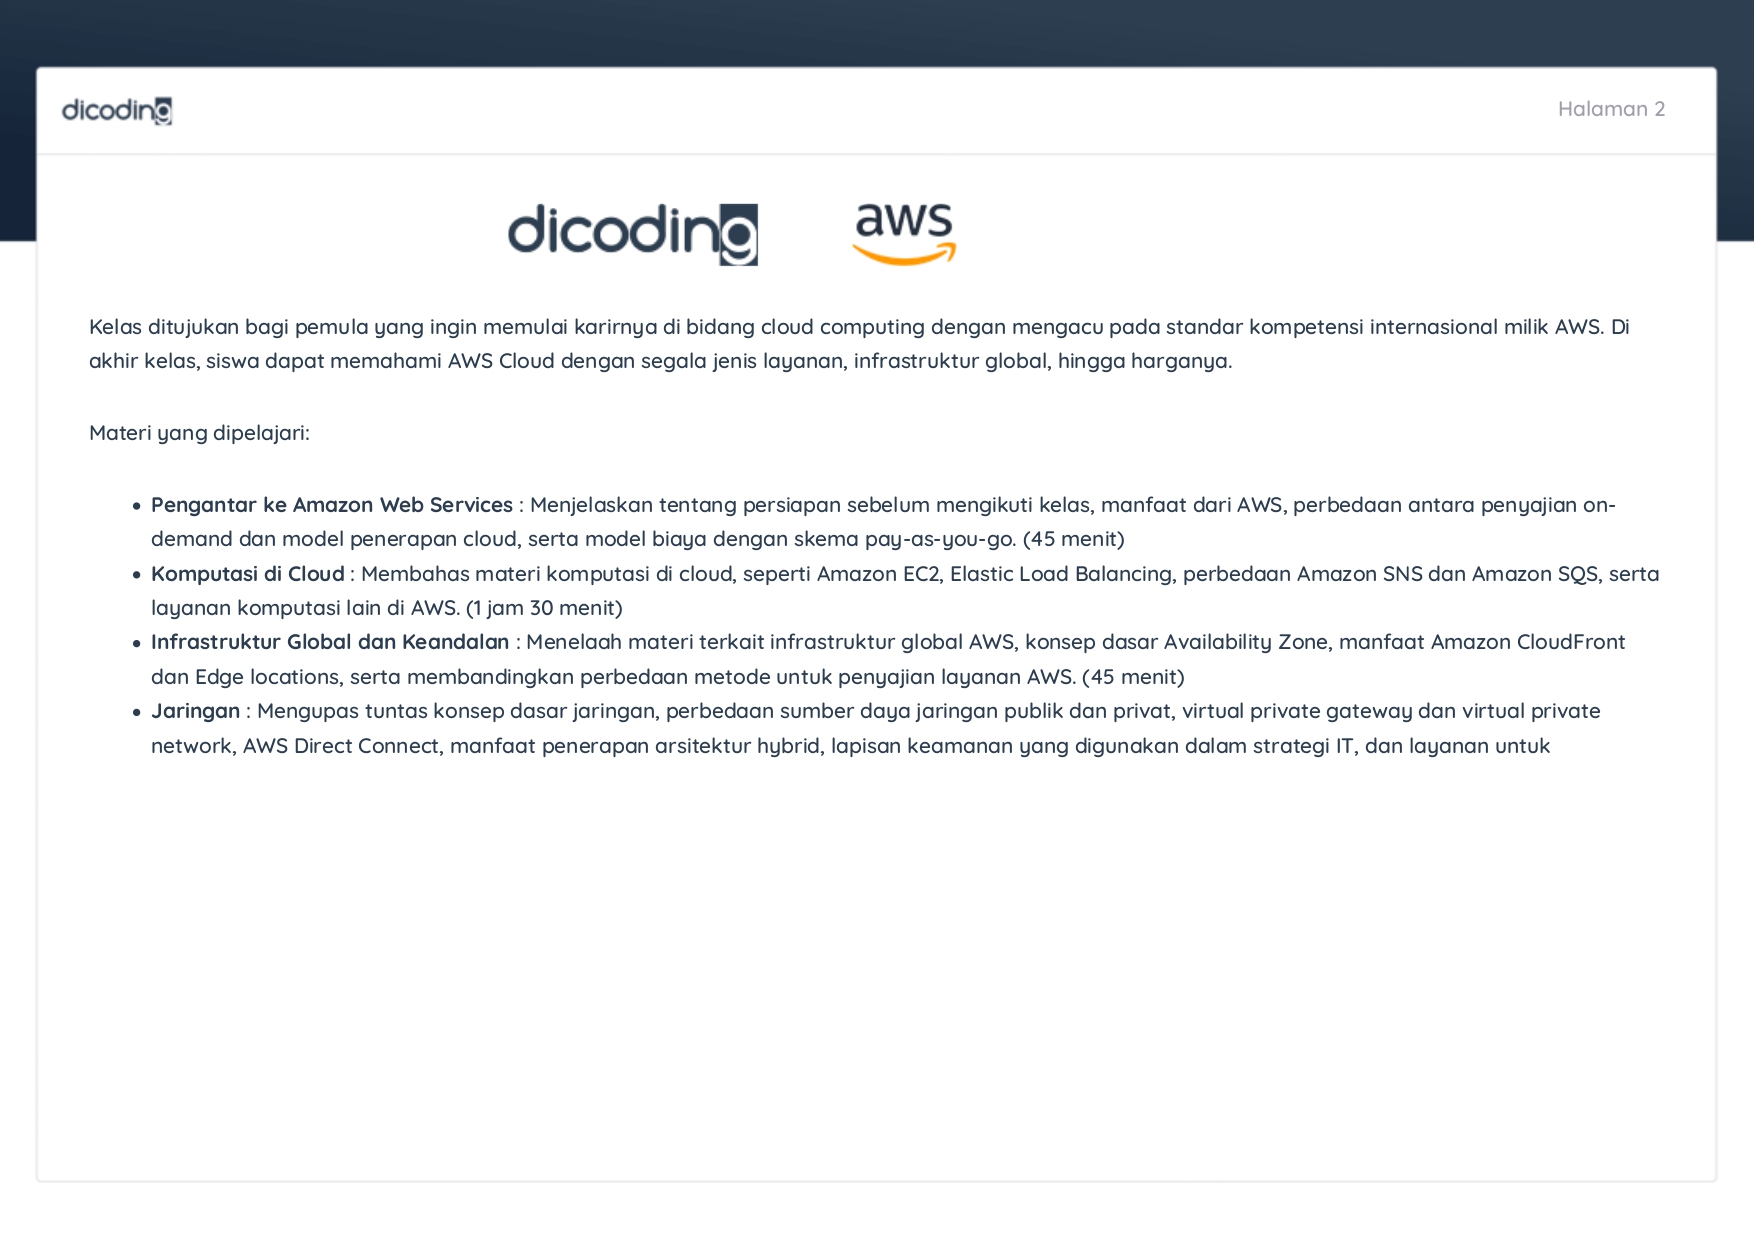 dicoding
Halaman 2
dicoding aws
Kelas ditujukan bagi pemula yang ingin memulai karirnya di bidang cloud computing dengan mengacu pada standar kompetensi internasional milik AWS. Di
akhir kelas, siswa dapat memahami AWS Cloud dengan segala jenis layanan, infrastruktur global, hingga harganya.
Materi yang dipelajari:
• Pengantar ke Amazon Web Services : Menjelaskan tentang persiapan sebelum mengikuti kelas, manfaat dari AWS, perbedaan antara penyajian on-
demand dan model penerapan cloud, serta model biaya dengan skema pay-as-you-go. (45 menit)
• Komputasi di Cloud : Membahas materi komputasi di cloud, seperti Amazon EC2, Elastic Load Balancing, perbedaan Amazon SNS dan Amazon SQS, serta
layanan komputasi lain di AWS. (1 jam 30 menit)
• Infrastruktur Global dan Keandalan : Menelaah materi terkait infrastruktur global AWS, konsep dasar Availability Zone, manfaat Amazon CloudFront
dan Edge locations, serta membandingkan perbedaan metode untuk penyajian layanan AWS. (45 menit)
• Jaringan : Mengupas tuntas konsep dasar jaringan, perbedaan sumber daya jaringan publik dan privat, virtual private gateway dan virtual private
network, AWS Direct Connect, manfaat penerapan arsitektur hybrid, lapisan keamanan yang digunakan dalam strategi IT, dan layanan untuk